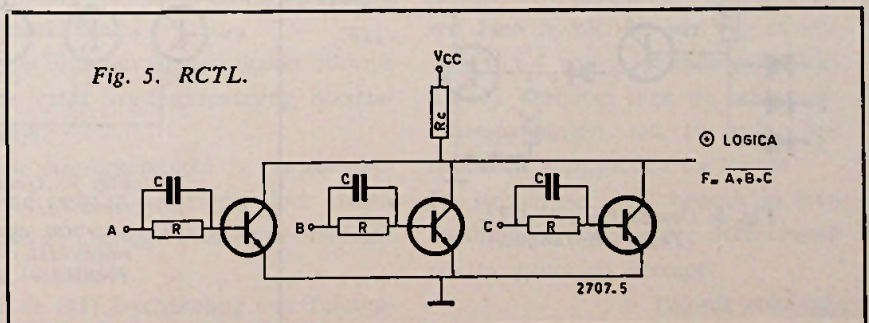 Fig. 5. RCTL.
VCC
Rc
⊕ LOGICA
F= A+B+C
C
R
A
C
R
B
C
R
C
2707-5